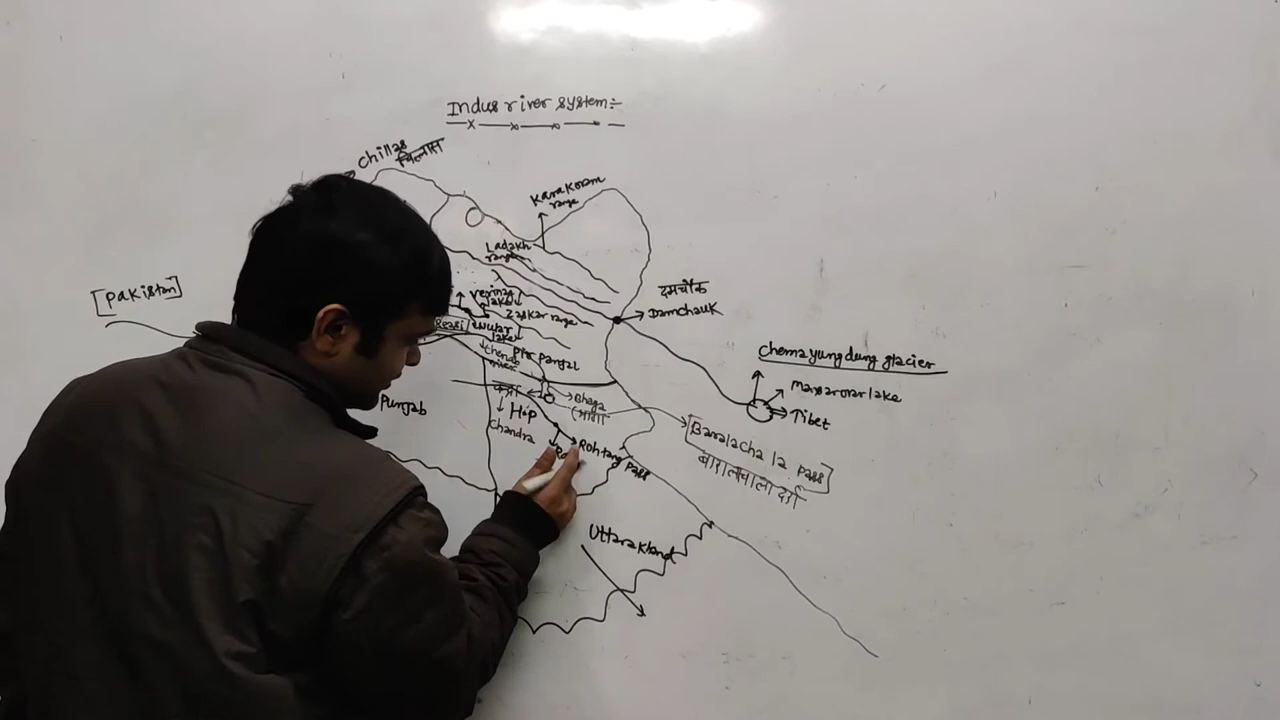 Indus river system:-
Chillas
चिल्लास
Karakoram
range
Ladakh
range
[Pakistan]
दमचौक
Damchauk
Verinag
lake
Zaskar range
Reasi
wular
lake
chenab
river
Pir panjal
chemayungdung glacier
Mansarovar lake
Tibet
Punjab
Bhaga
(भागा
H.p
Chandra
Rohtang pass
[Baralacha la pass]
बारालाचाला दर्रा
Uttarakhand